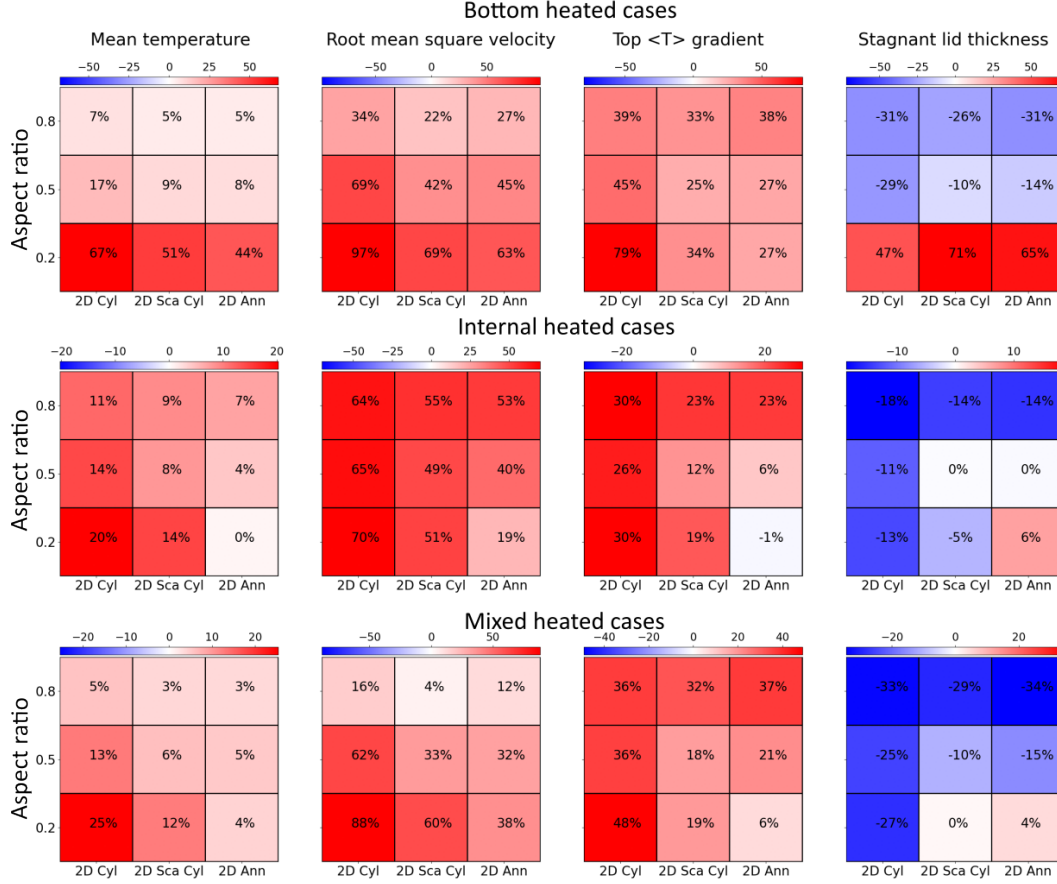 Bottom heated cases
Mean temperature Root mean square velocity Top <T> gradient Stagnant lid thickness
−50 0 50 −50 0 50 −50 0 50 −50 −25 0 25 50
Aspect ratio
0.8 7% 5% 5% 34% 22% 27% 39% 33% 38% -31% -26% -31%
0.5 17% 9% 8% 69% 42% 45% 45% 25% 27% -29% -10% -14%
0.2 67% 51% 44% 97% 69% 63% 79% 34% 27% 47% 71% 65%
2D Cyl 2D Sca Cyl 2D Ann 2D Cyl 2D Sca Cyl 2D Ann 2D Cyl 2D Sca Cyl 2D Ann 2D Cyl 2D Sca Cyl 2D Ann
Internal heated cases
−20 −10 0 10 20 −50 −25 0 25 50 −20 0 20 −10 0 10
Aspect ratio
0.8 11% 9% 7% 64% 55% 53% 30% 23% 23% -18% -14% -14%
0.5 14% 8% 4% 65% 49% 40% 26% 12% 6% -11% 0% 0%
0.2 20% 14% 0% 70% 51% 19% 30% 19% -1% -13% -5% 6%
2D Cyl 2D Sca Cyl 2D Ann 2D Cyl 2D Sca Cyl 2D Ann 2D Cyl 2D Sca Cyl 2D Ann 2D Cyl 2D Sca Cyl 2D Ann
Mixed heated cases
−20 −10 0 10 20 −50 0 50 −40 −20 0 20 40 −20 0 20
Aspect ratio
0.8 5% 3% 3% 16% 4% 12% 36% 32% 37% -33% -29% -34%
0.5 13% 6% 5% 62% 33% 32% 36% 18% 21% -25% -10% -15%
0.2 25% 12% 4% 88% 60% 38% 48% 19% 6% -27% 0% 4%
2D Cyl 2D Sca Cyl 2D Ann 2D Cyl 2D Sca Cyl 2D Ann 2D Cyl 2D Sca Cyl 2D Ann 2D Cyl 2D Sca Cyl 2D Ann